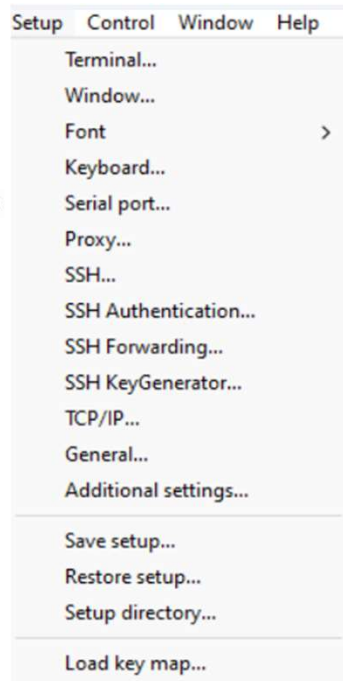 Setup Control Window Help
Terminal...
Window...
Font
Keyboard...
Serial port...
Proxy...
SSH...
SSH Authentication...
SSH Forwarding...
SSH KeyGenerator...
TCP/IP...
General...
Additional settings...
Save setup...
Restore setup...
Setup directory...
Load key map...